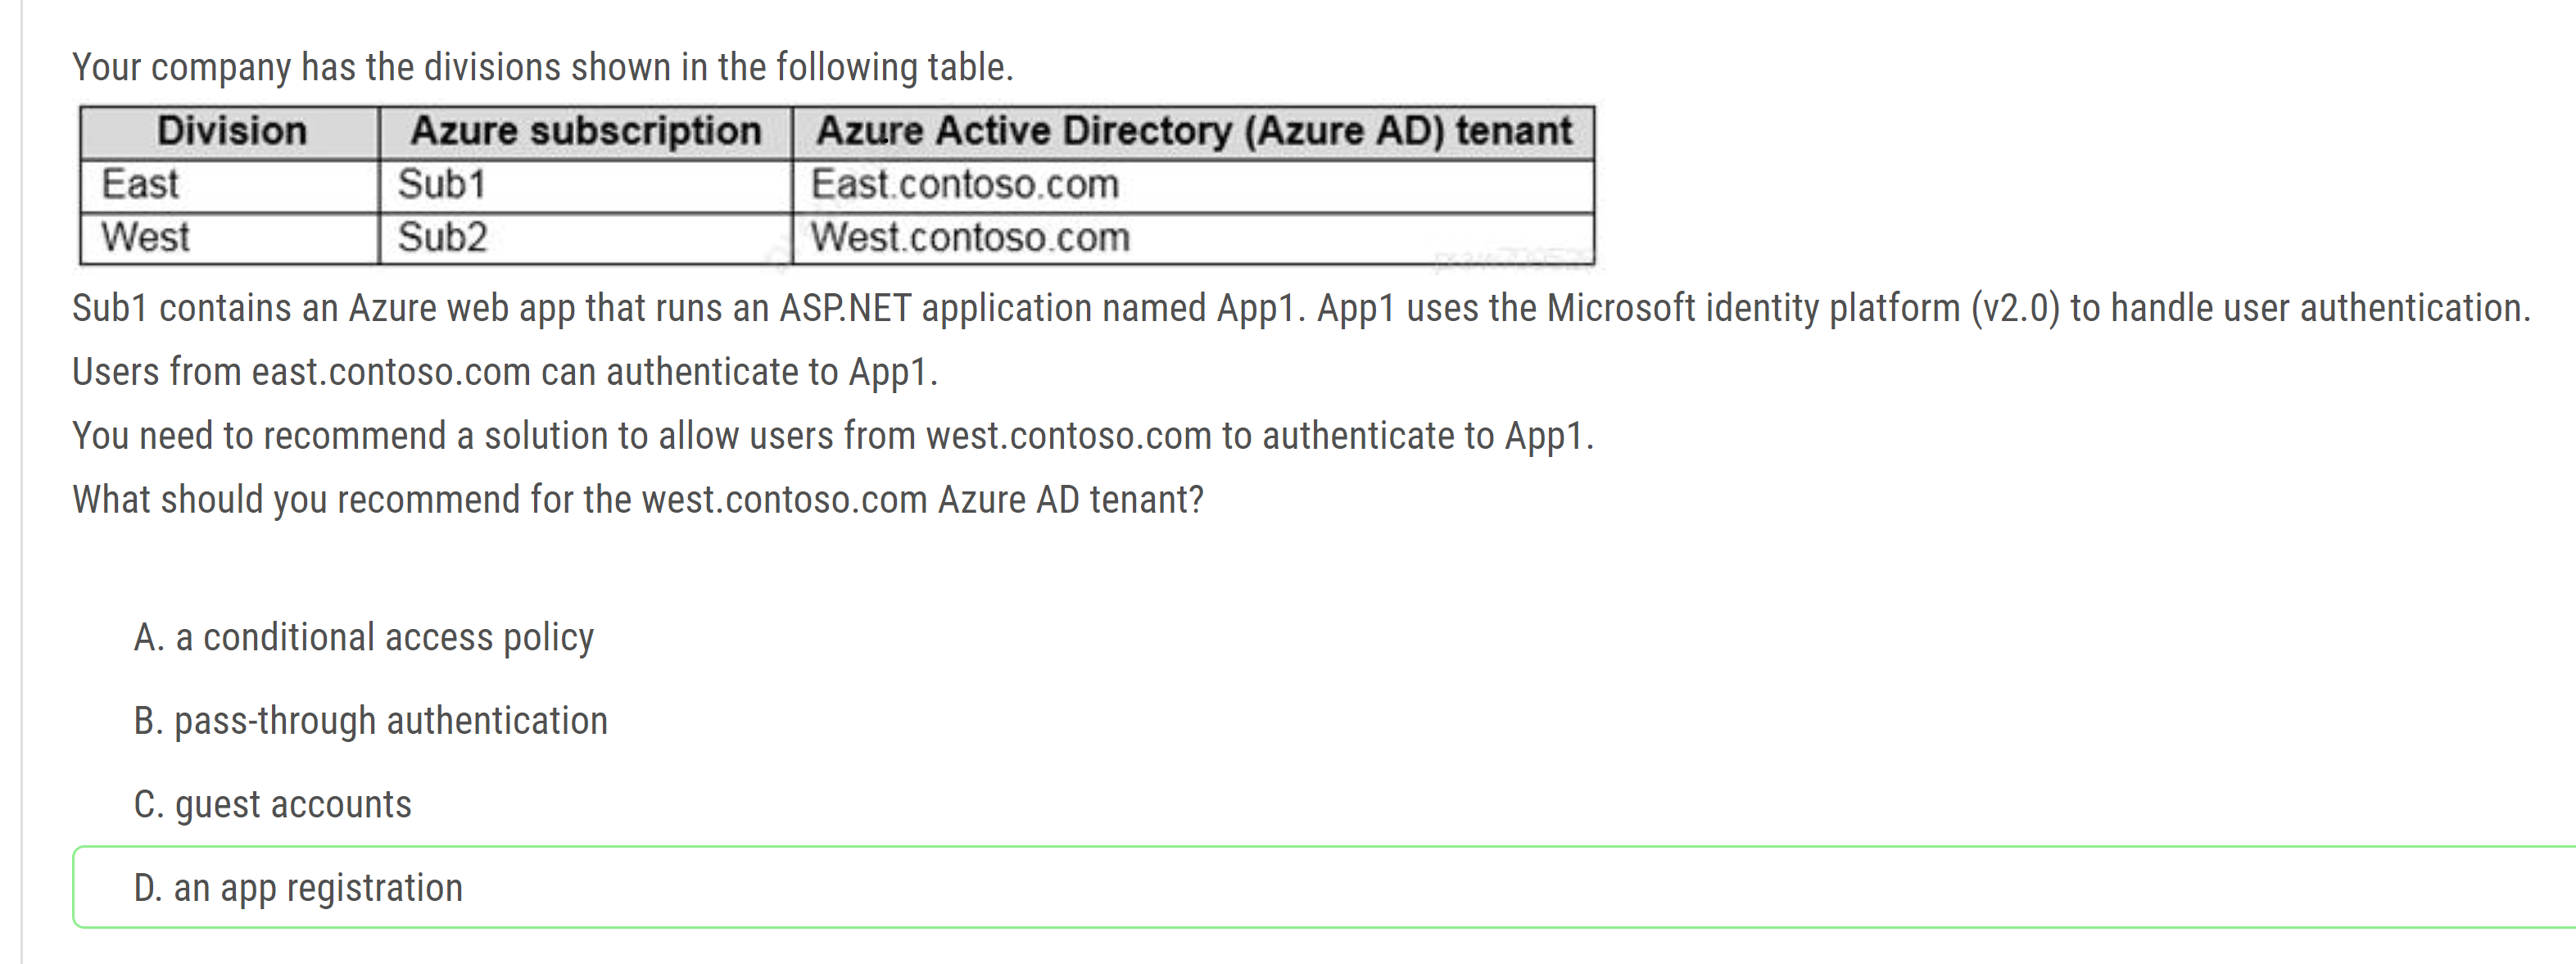 Your company has the divisions shown in the following table.
Division Azure subscription Azure Active Directory (Azure AD) tenant
East Sub1 East.contoso.com
West Sub2 West.contoso.com
Sub1 contains an Azure web app that runs an ASP.NET application named App1. App1 uses the Microsoft identity platform (v2.0) to handle user authentication.
Users from east.contoso.com can authenticate to App1.
You need to recommend a solution to allow users from west.contoso.com to authenticate to App1.
What should you recommend for the west.contoso.com Azure AD tenant?
A. a conditional access policy
B. pass-through authentication
C. guest accounts
D. an app registration